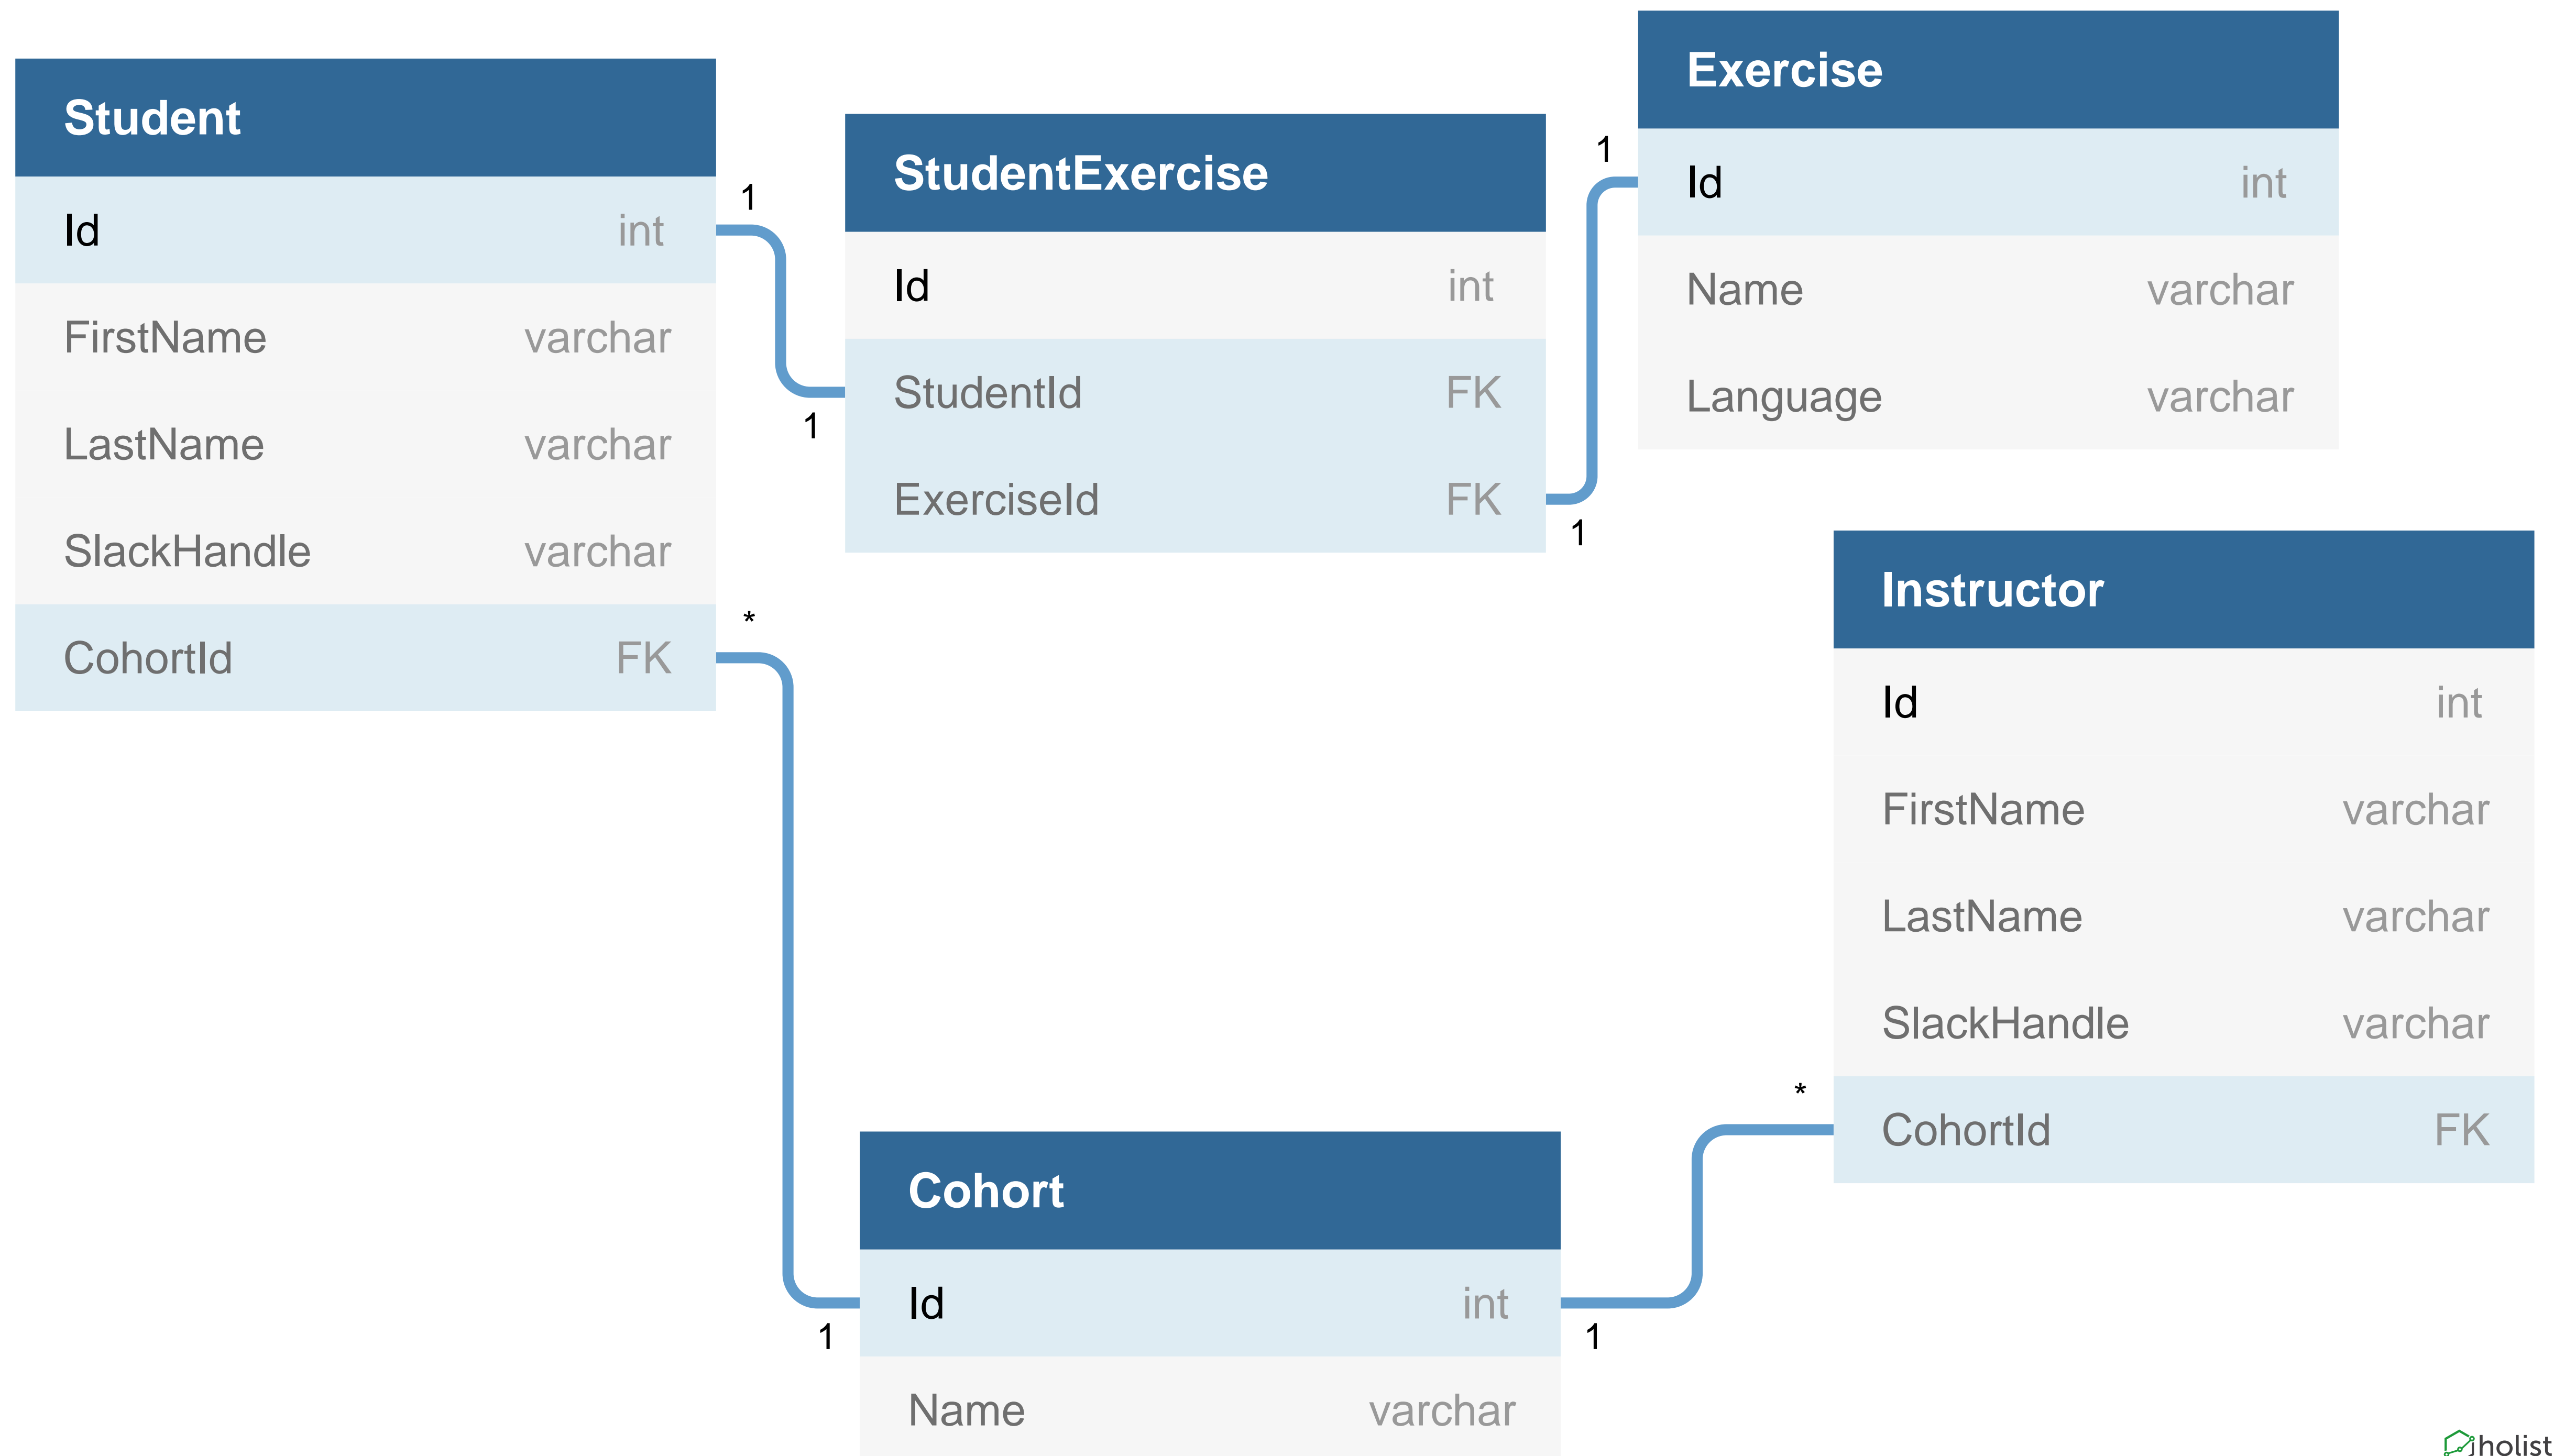 Student
Id int
FirstName varchar
LastName varchar
SlackHandle varchar
CohortId FK
1
1
*
1
StudentExercise
Id int
StudentId FK
ExerciseId FK
1
1
Exercise
Id int
Name varchar
Language varchar
Instructor
Id int
FirstName varchar
LastName varchar
SlackHandle varchar
CohortId FK
*
1
Cohort
Id int
Name varchar
holist